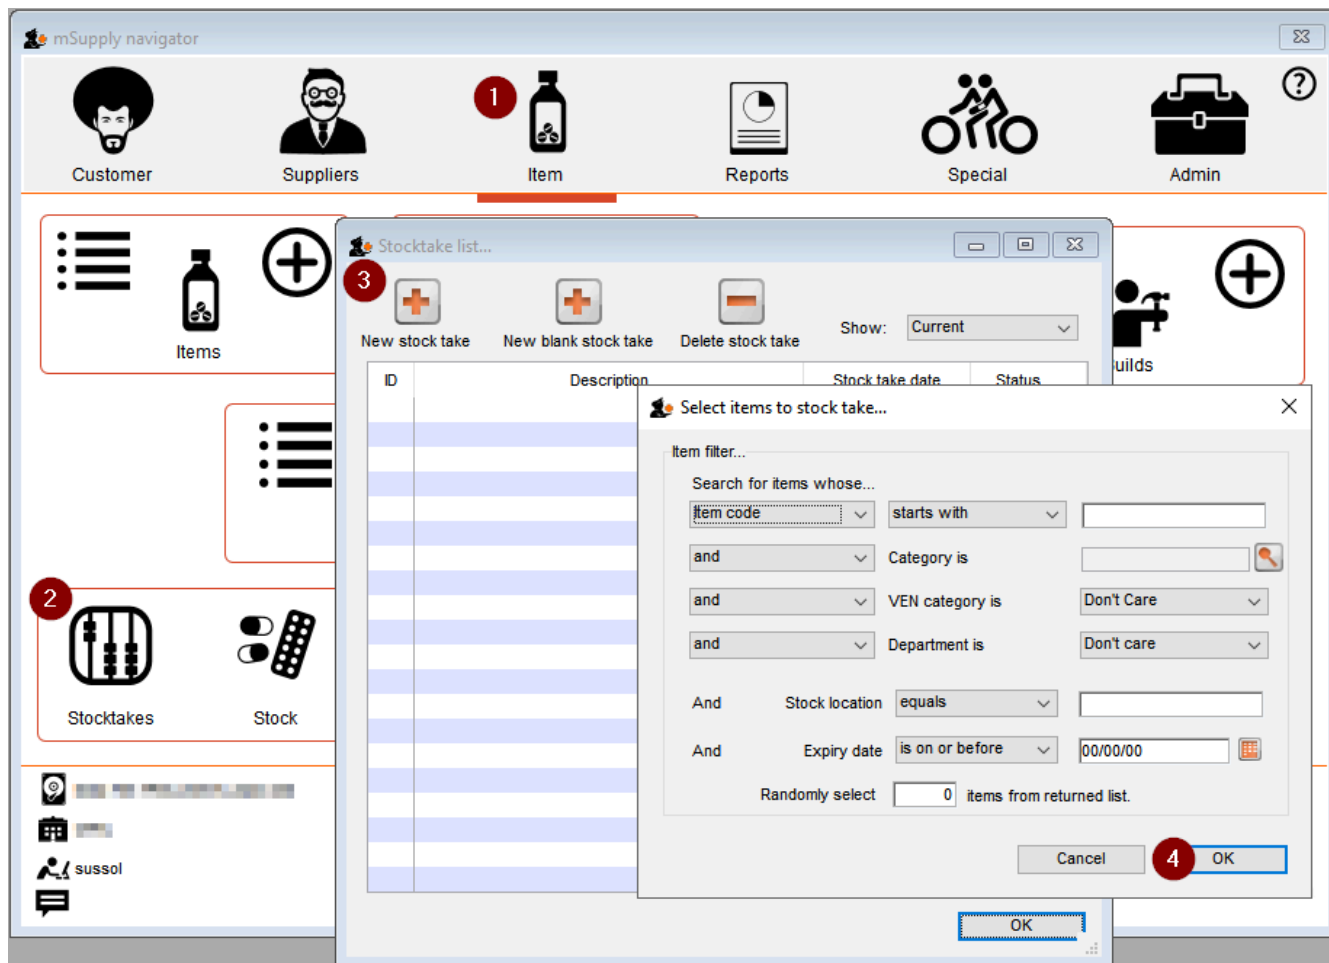 mSupply navigator
1
Customer
Suppliers
Item
Reports
Special
Admin
Items
uilds
2
Stocktakes
Stock
sussol
Stocktake list...
3
New stock take
New blank stock take
Delete stock take
Show:
Current
ID
Description
Stock take date
Status
Select items to stock take...
Item filter...
Search for items whose...
Item code
starts with
and
Category is
and
VEN category is
Don't Care
and
Department is
Don't care
And
Stock location
equals
And
Expiry date
is on or before
00/00/00
Randomly select
0
items from returned list.
Cancel
4
OK
OK